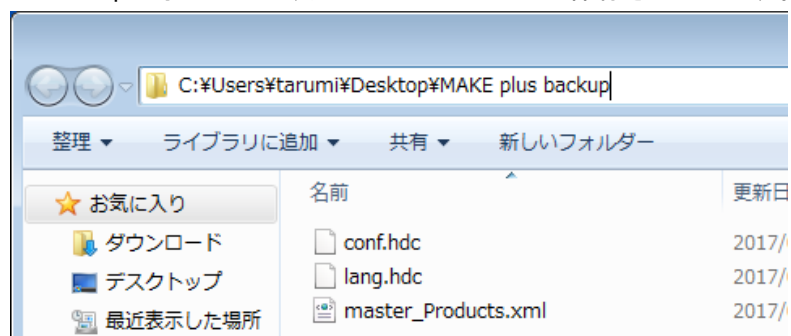 C:¥Users¥tarumi¥Desktop¥MAKE plus backup
整理 ライブラリに追加 共有 新しいフォルダー
お気に入り
ダウンロード
デスクトップ
最近表示した場所
名前 更新日
conf.hdc 2017/
lang.hdc 2017/
master_Products.xml 2017/